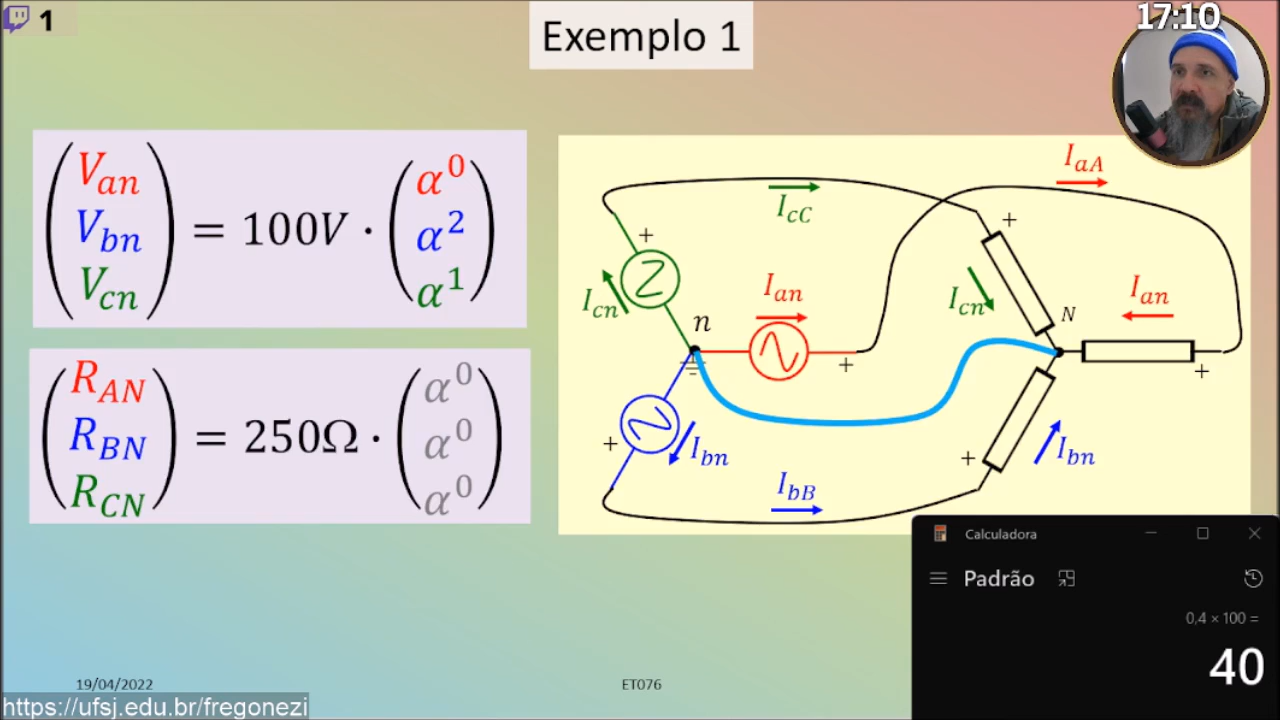 1
17:10
Exemplo 1
V_an
V_bn
V_cn
= 100V ·
α^0
α^2
α^1
R_AN
R_BN
R_CN
= 250Ω ·
α^0
α^0
α^0
I_aA
I_cC
+
+
I_cn
I_an
I_cn
I_an
N
n
+
+
+
I_bn
+
I_bn
I_bB
Calculadora
Padrão
0,4 × 100 =
40
19/04/2022
ET076
https://ufsj.edu.br/fregonezi